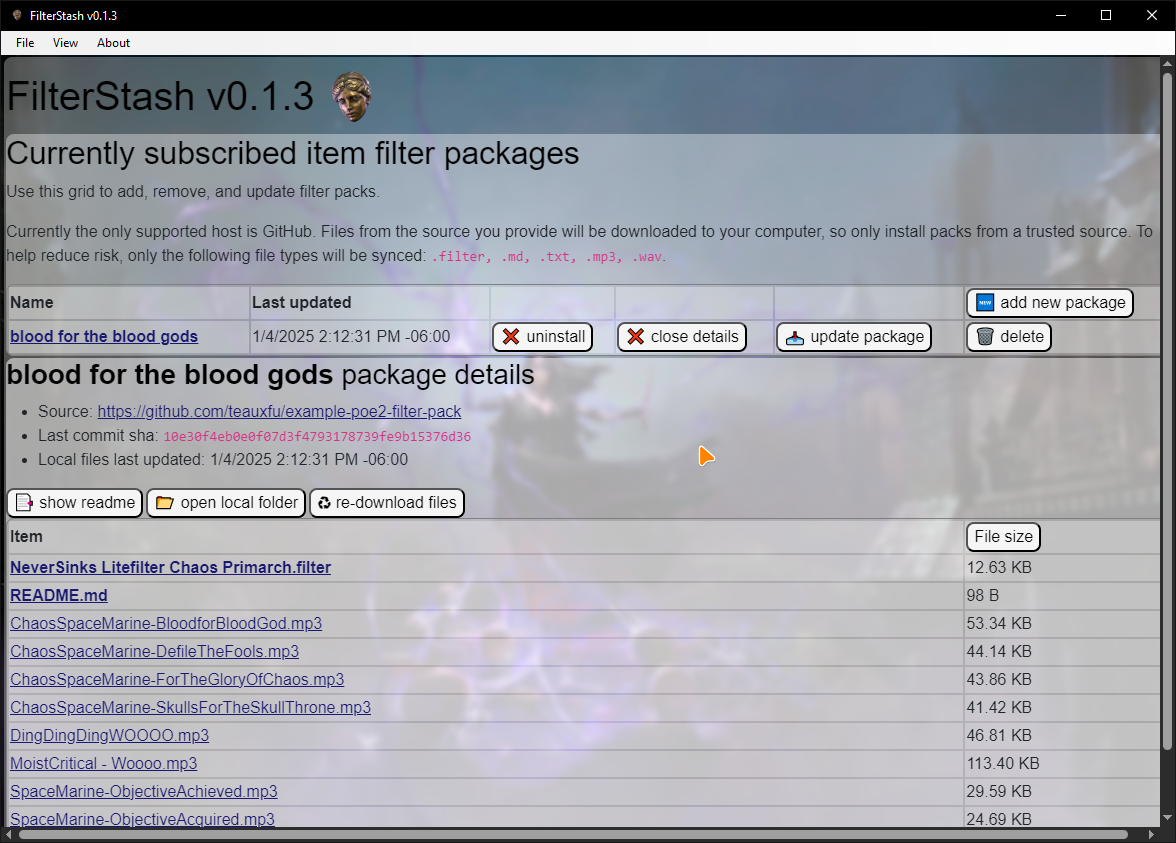 FilterStash v0.1.3
File View About
FilterStash v0.1.3
Currently subscribed item filter packages
Use this grid to add, remove, and update filter packs.
Currently the only supported host is GitHub. Files from the source you provide will be downloaded to your computer, so only install packs from a trusted source. To
help reduce risk, only the following file types will be synced: .filter, .md, .txt, .mp3, .wav.
Name Last updated NEW add new package
blood for the blood gods 1/4/2025 2:12:31 PM -06:00 uninstall close details update package delete
blood for the blood gods package details
Source: https://github.com/teauxfu/example-poe2-filter-pack
Last commit sha: 10e30f4eb0e0f07d3f4793178739fe9b15376d36
Local files last updated: 1/4/2025 2:12:31 PM -06:00
show readme open local folder re-download files
Item File size
NeverSinks Litefilter Chaos Primarch.filter 12.63 KB
README.md 98 B
ChaosSpaceMarine-BloodforBloodGod.mp3 53.34 KB
ChaosSpaceMarine-DefileTheFools.mp3 44.14 KB
ChaosSpaceMarine-ForTheGloryOfChaos.mp3 43.86 KB
ChaosSpaceMarine-SkullsForTheSkullThrone.mp3 41.42 KB
DingDingDingWOOOO.mp3 46.81 KB
MoistCritical - Woooo.mp3 113.40 KB
SpaceMarine-ObjectiveAchieved.mp3 29.59 KB
SpaceMarine-ObjectiveAcquired.mp3 24.69 KB